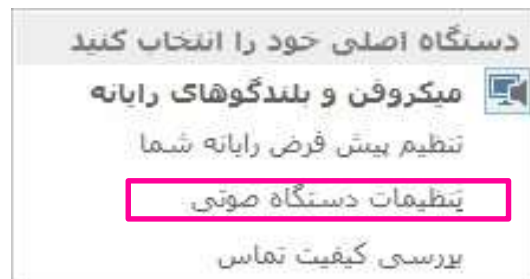 دستگاه اصلی خود را انتخاب کنید
میکروفن و بلندگوهای رایانه
تنظیم پیش فرض رایانه شما
تنظیمات دستگاه صوتی
بررسی کیفیت تماس